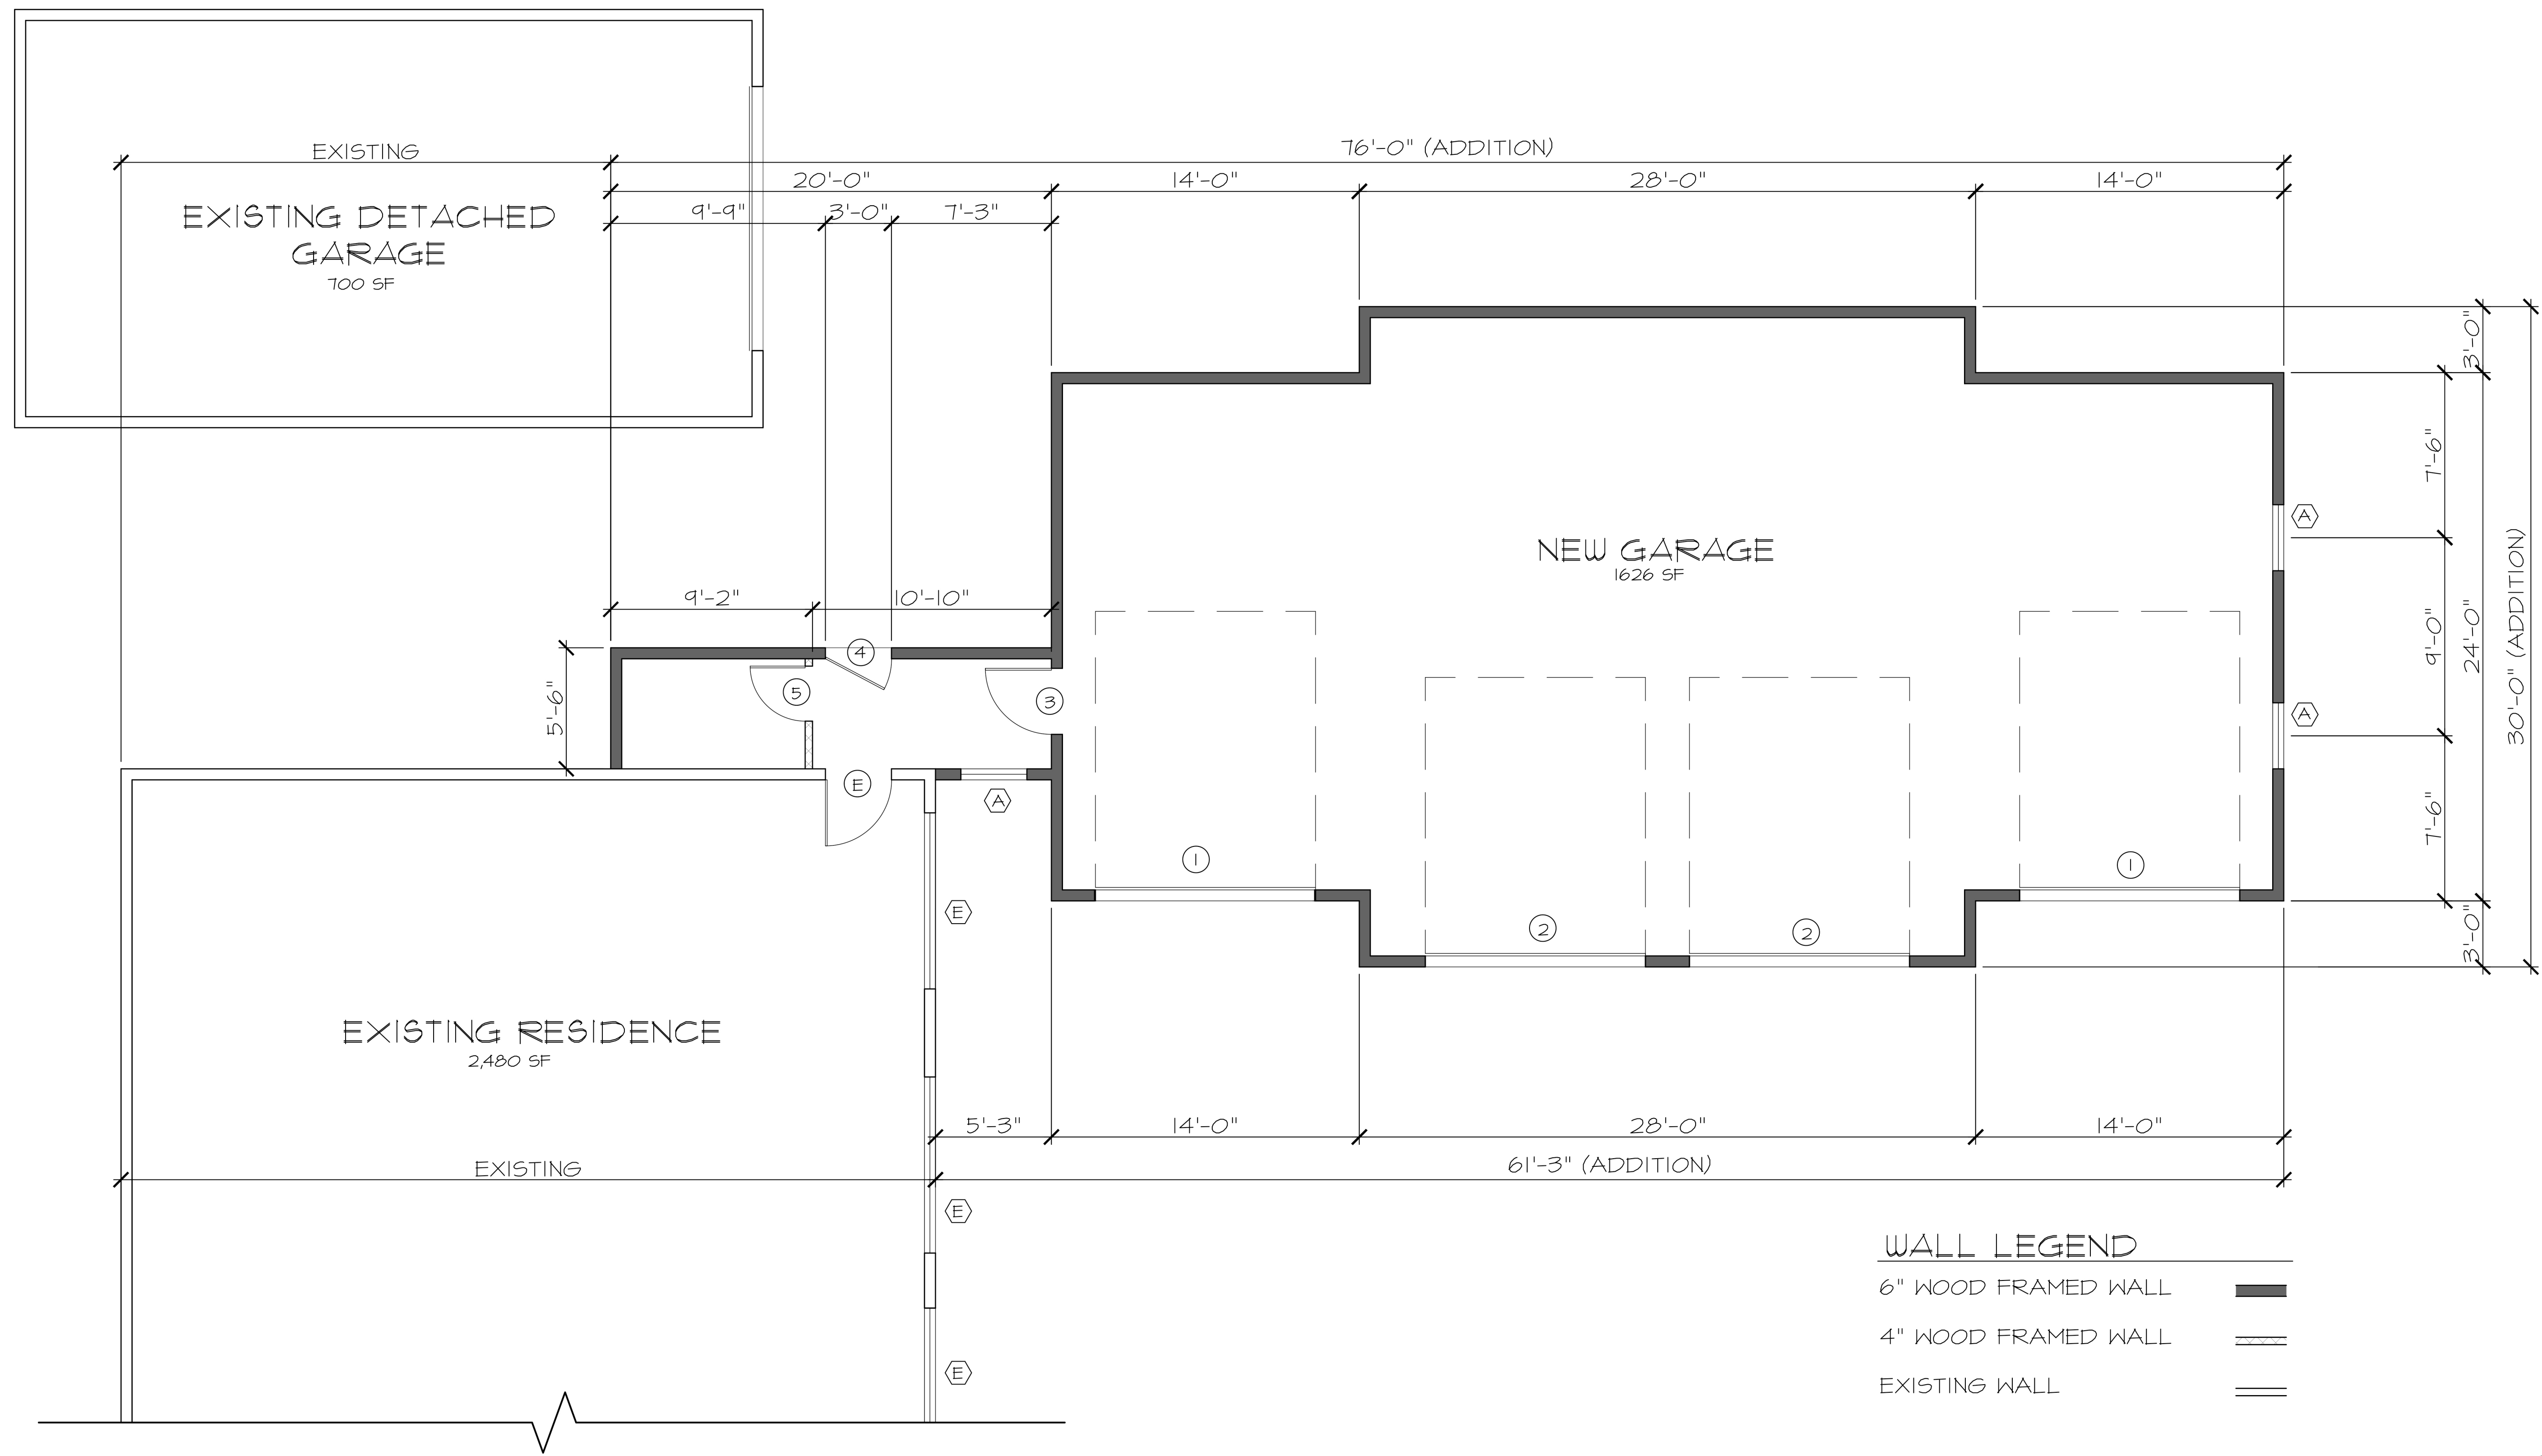 EXISTING
76'-0" (ADDITION)
20'-0"
14'-0"
28'-0"
14'-0"
9'-9"
3'-0"
7'-3"
EXISTING DETACHED
GARAGE
700 SF
3'-0"
7'-6"
A
NEW GARAGE
1626 SF
9'-2"
10'-10"
9'-0"
24'-0"
30'-0" (ADDITION)
4
5
3
5'-6"
A
E
A
7'-6"
1
1
E
2
2
3'-0"
EXISTING RESIDENCE
2,480 SF
5'-3"
14'-0"
28'-0"
14'-0"
EXISTING
61'-3" (ADDITION)
E
WALL LEGEND
6" WOOD FRAMED WALL
4" WOOD FRAMED WALL
E
EXISTING WALL